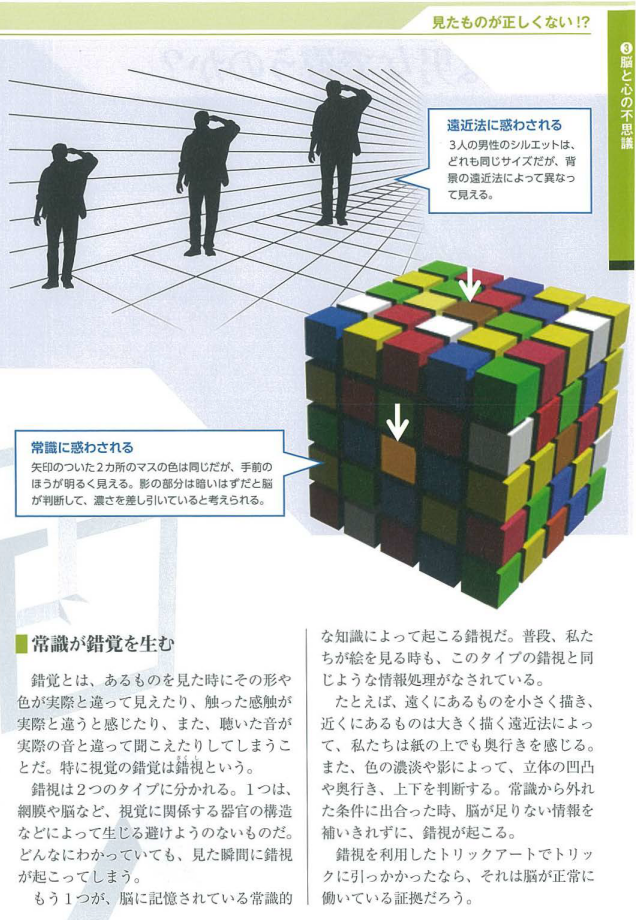 見たものが正しくない!?
❸脳と心の不思議
遠近法に惑わされる
3人の男性のシルエットは、
どれも同じサイズだが、背
景の遠近法によって異なっ
て見える。
常識に惑わされる
矢印のついた2カ所のマスの色は同じだが、手前の
ほうが明るく見える。影の部分は暗いはずだと脳
が判断して、濃さを差し引いていると考えられる。
常識が錯覚を生む
錯覚とは、あるものを見た時にその形や
色が実際と違って見えたり、触った感触が
実際と違うと感じたり、また、聴いた音が
実際の音と違って聞こえたりしてしまうこ
とだ。特に視覚の錯覚は錯視という。
錯視は2つのタイプに分かれる。1つは、
網膜や脳など、視覚に関係する器官の構造
などによって生じる避けようのないものだ。
どんなにわかっていても、見た瞬間に錯視
が起こってしまう。
もう1つが、脳に記憶されている常識的
な知識によって起こる錯視だ。普段、私た
ちが絵を見る時も、このタイプの錯視と同
じような情報処理がなされている。
たとえば、遠くにあるものを小さく描き、
近くにあるものは大きく描く遠近法によっ
て、私たちは紙の上でも奥行きを感じる。
また、色の濃淡や影によって、立体の凹凸
や奥行き、上下を判断する。常識から外れ
た条件に出合った時、脳が足りない情報を
補いきれずに、錯視が起こる。
錯視を利用したトリックアートでトリッ
クに引っかかったなら、それは脳が正常に
働いている証拠だろう。